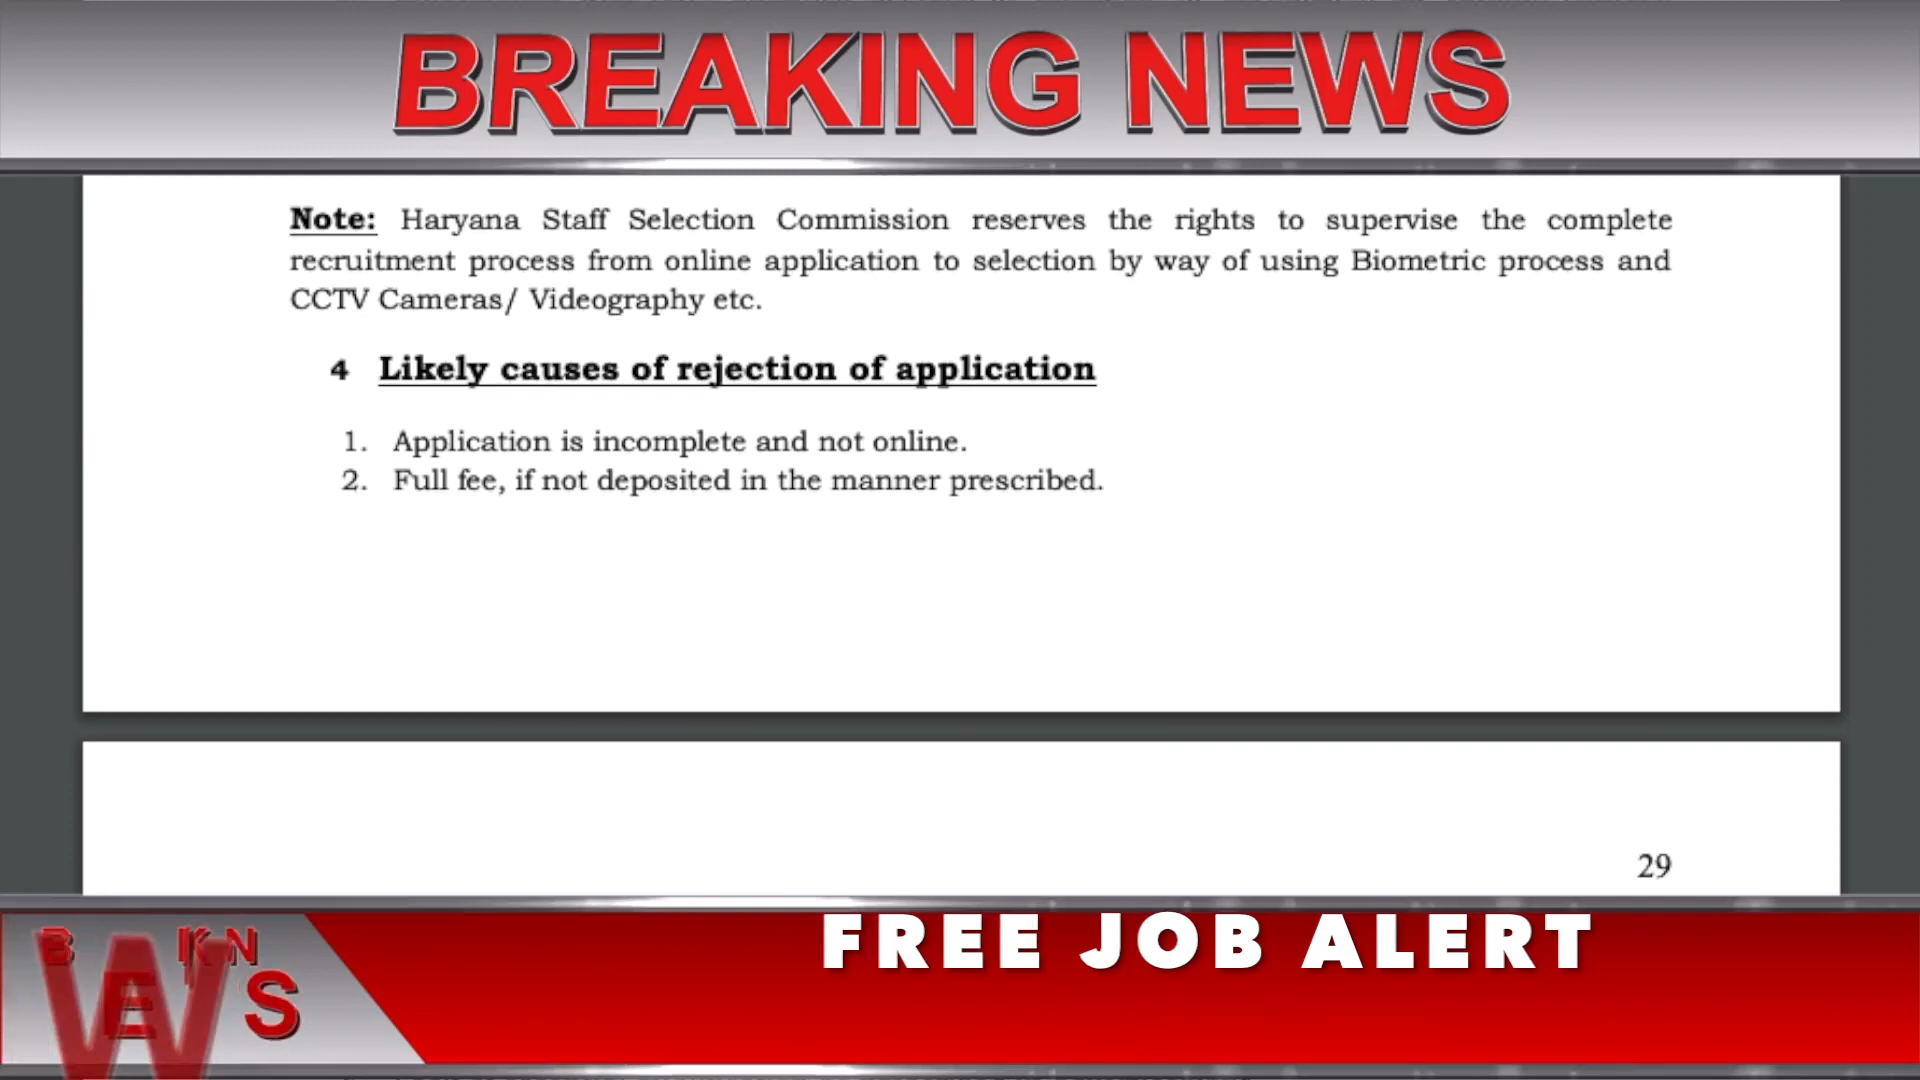 BREAKING NEWS
Note: Haryana Staff Selection Commission reserves the rights to supervise the complete
recruitment process from online application to selection by way of using Biometric process and
CCTV Cameras/ Videography etc.
4 Likely causes of rejection of application
1. Application is incomplete and not online.
2. Full fee, if not deposited in the manner prescribed.
29
FREE JOB ALERT